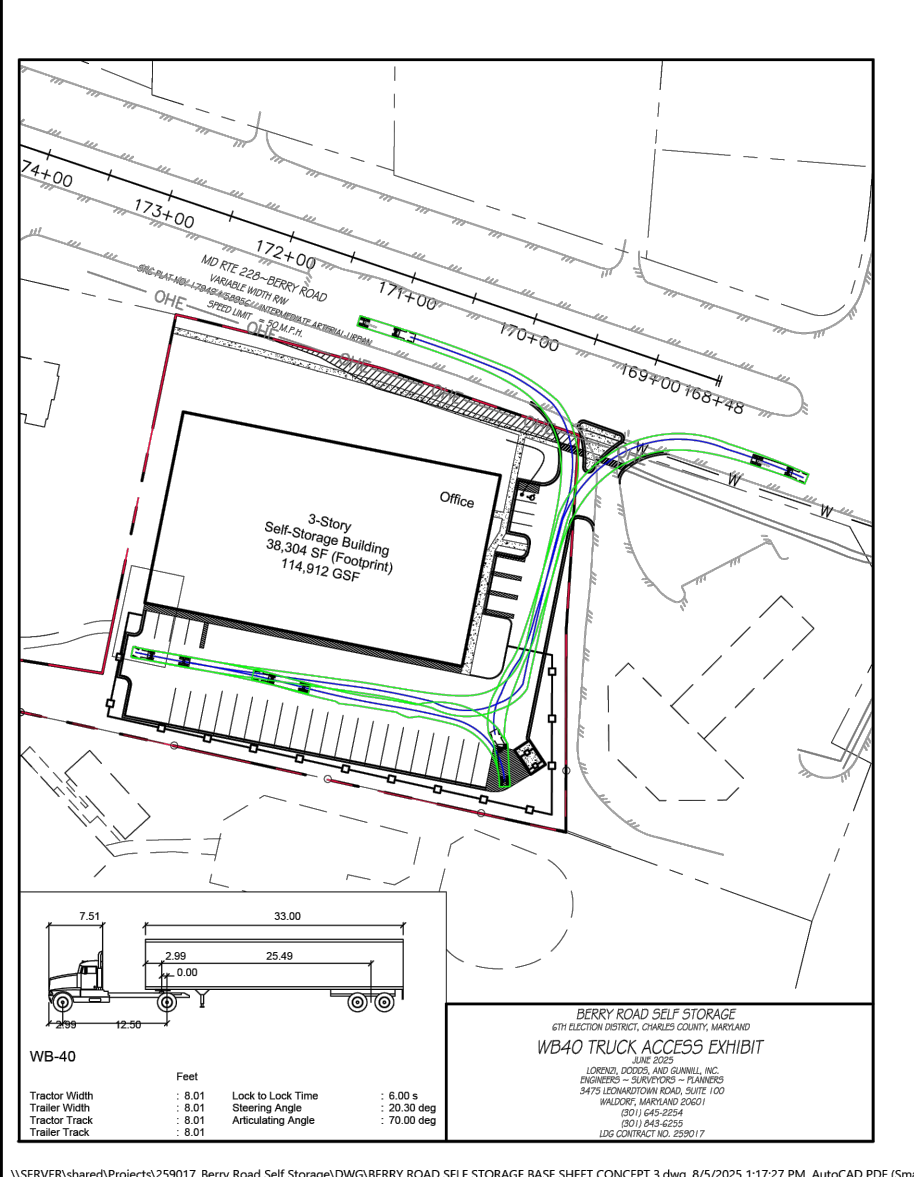 74+00
173+00
172+00
171+00
170+00
169+00
168+48
MD RTE 228~BERRY ROAD
VARIABLE WIDTH R/W
INTERMEDIATE ARTERIAL-URBAN
SPEED LIMIT = 50 M.P.H.
OHE
OHE
OHE
OHE
W
W
W
Office
3-Story
Self-Storage Building
38,304 SF (Footprint)
114,912 GSF
7.51
33.00
2.99
25.49
0.00
2.99
12.50
WB-40
Feet
Tractor Width : 8.01 Lock to Lock Time : 6.00 s
Trailer Width : 8.01 Steering Angle : 20.30 deg
Tractor Track : 8.01 Articulating Angle : 70.00 deg
Trailer Track : 8.01
BERRY ROAD SELF STORAGE
6TH ELECTION DISTRICT, CHARLES COUNTY, MARYLAND
WB40 TRUCK ACCESS EXHIBIT
JUNE 2025
LORENZI, DODDS, AND GUNNILL, INC.
ENGINEERS ~ SURVEYORS ~ PLANNERS
3475 LEONARDTOWN ROAD, SUITE 100
WALDORF, MARYLAND 20601
(301) 645-2254
(301) 843-6255
LDG CONTRACT NO. 259017
\\SERVER\shared\Projects\259017 Berry Road Self Storage\DWG\BERRY ROAD SELF STORAGE BASE SHEET CONCEPT 3.dwg, 8/5/2025 1:17:27 PM, AutoCAD PDF (Sma